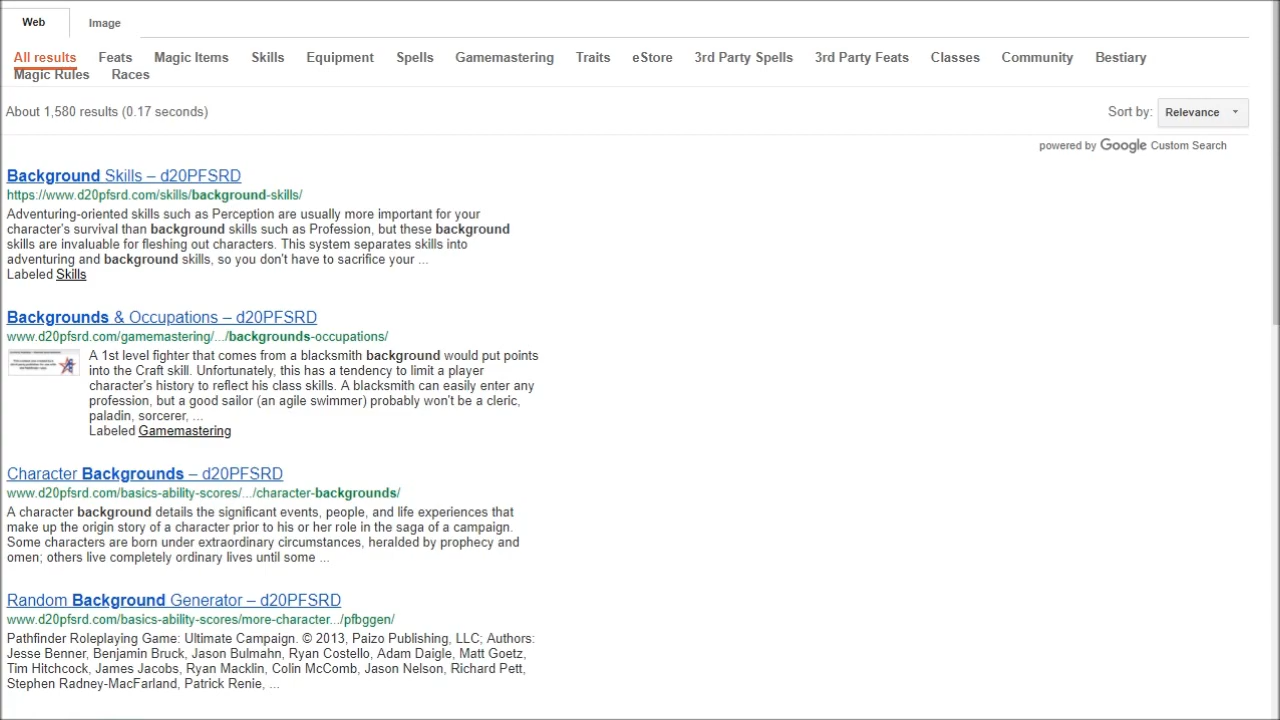 Web Image
All results Feats Magic Items Skills Equipment Spells Gamemastering Traits eStore 3rd Party Spells 3rd Party Feats Classes Community Bestiary
Magic Rules Races
About 1,580 results (0.17 seconds)
Sort by: Relevance
powered by Google Custom Search
Background Skills – d20PFSRD
https://www.d20pfsrd.com/skills/background-skills/
Adventuring-oriented skills such as Perception are usually more important for your
character's survival than background skills such as Profession, but these background
skills are invaluable for fleshing out characters. This system separates skills into
adventuring and background skills, so you don't have to sacrifice your ...
Labeled Skills
Backgrounds & Occupations – d20PFSRD
www.d20pfsrd.com/gamemastering/.../backgrounds-occupations/
A 1st level fighter that comes from a blacksmith background would put points
into the Craft skill. Unfortunately, this has a tendency to limit a player
character's history to reflect his class skills. A blacksmith can easily enter any
profession, but a good sailor (an agile swimmer) probably won't be a cleric,
paladin, sorcerer, ...
Labeled Gamemastering
Character Backgrounds – d20PFSRD
www.d20pfsrd.com/basics-ability-scores/.../character-backgrounds/
A character background details the significant events, people, and life experiences that
make up the origin story of a character prior to his or her role in the saga of a campaign.
Some characters are born under extraordinary circumstances, heralded by prophecy and
omen; others live completely ordinary lives until some ...
Random Background Generator – d20PFSRD
www.d20pfsrd.com/basics-ability-scores/more-character.../pfbggen/
Pathfinder Roleplaying Game: Ultimate Campaign. © 2013, Paizo Publishing, LLC; Authors:
Jesse Benner, Benjamin Bruck, Jason Bulmahn, Ryan Costello, Adam Daigle, Matt Goetz,
Tim Hitchcock, James Jacobs, Ryan Macklin, Colin McComb, Jason Nelson, Richard Pett,
Stephen Radney-MacFarland, Patrick Renie, ...